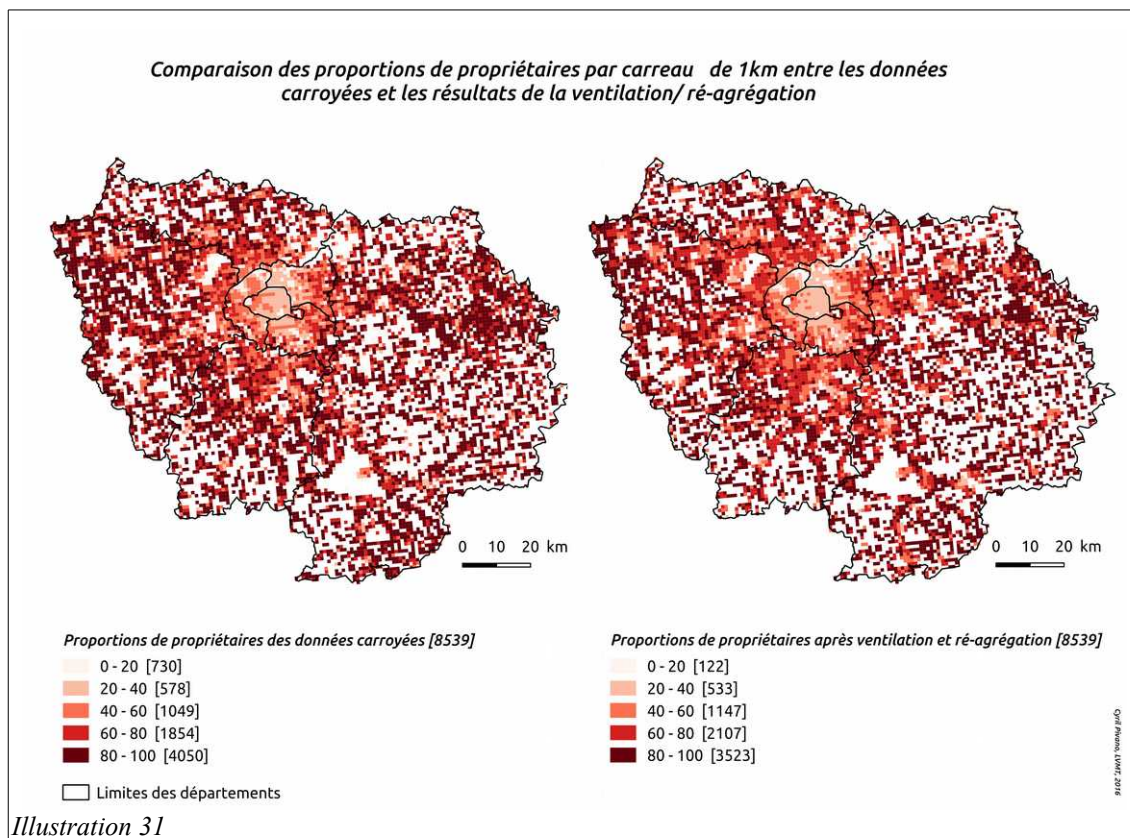 Comparaison des proportions de propriétaires par carreau de 1km entre les données
carroyées et les résultats de la ventilation/ ré-agrégation
0 10 20 km
0 10 20 km
Proportions de propriétaires des données carroyées [8539]
0 - 20 [730]
20 - 40 [578]
40 - 60 [1049]
60 - 80 [1854]
80 - 100 [4050]
Limites des départements
Proportions de propriétaires après ventilation et ré-agrégation [8539]
0 - 20 [122]
20 - 40 [533]
40 - 60 [1147]
60 - 80 [2107]
80 - 100 [3523]
Cyril Pivano, LVMT, 2016
Illustration 31